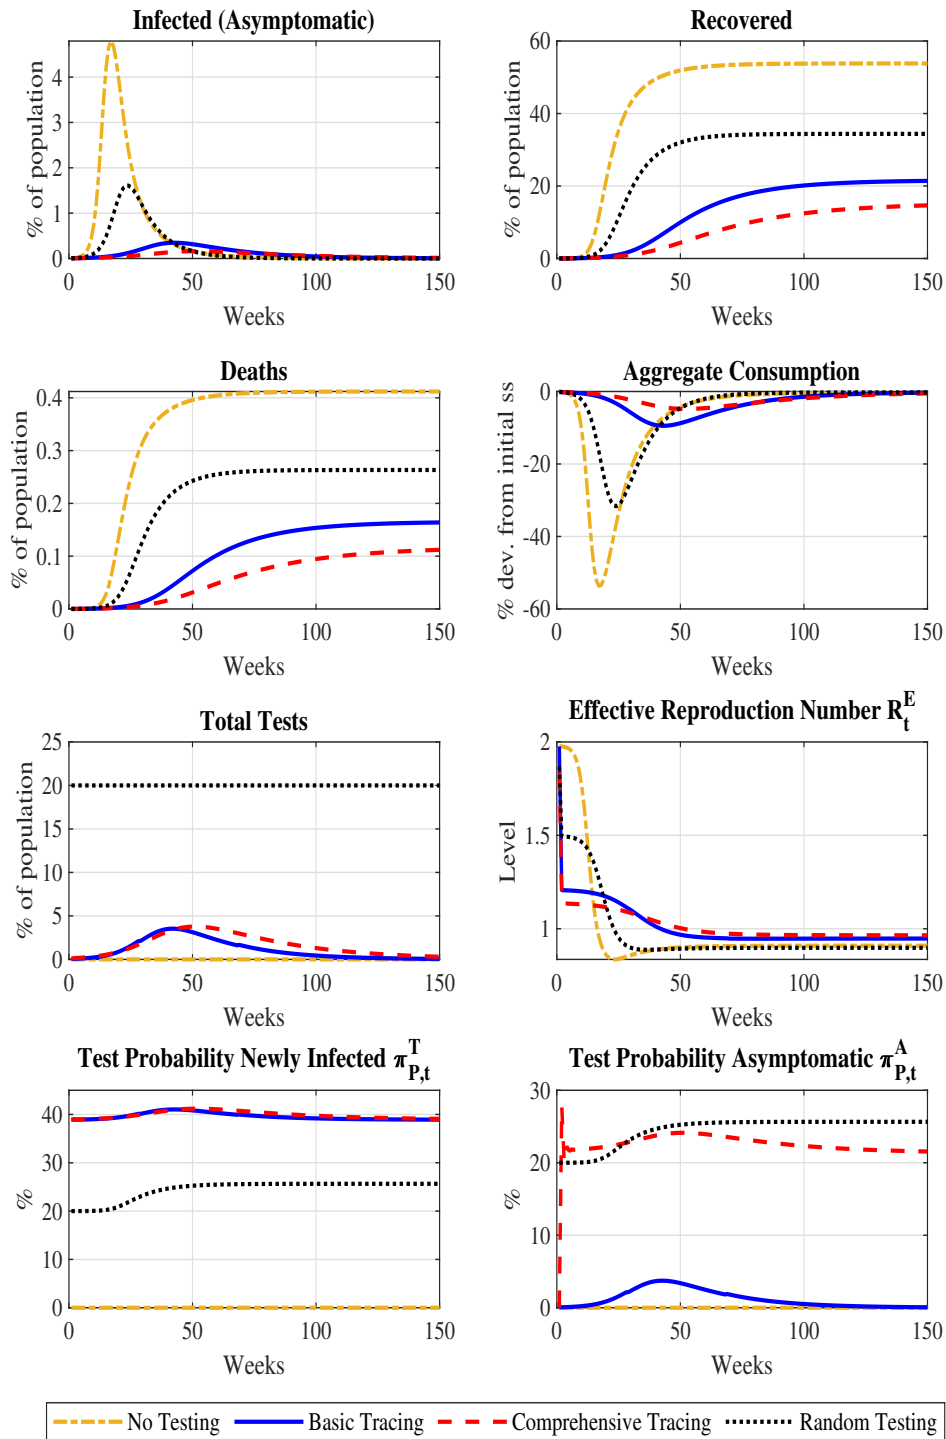 Infected (Asymptomatic)
% of population
4
3
2
1
0
0 50 100 150
Weeks
Recovered
% of population
60
40
20
0
0 50 100 150
Weeks
Deaths
% of population
0.4
0.3
0.2
0.1
0
0 50 100 150
Weeks
Aggregate Consumption
% dev. from initial ss
0
-20
-40
-60
0 50 100 150
Weeks
Total Tests
% of population
25
20
15
10
5
0
0 50 100 150
Weeks
Effective Reproduction Number R_t^E
Level
2
1.5
1
0 50 100 150
Weeks
Test Probability Newly Infected π_{P,t}^T
%
40
30
20
10
0
0 50 100 150
Weeks
Test Probability Asymptomatic π_{P,t}^A
%
30
20
10
0
0 50 100 150
Weeks
No Testing Basic Tracing Comprehensive Tracing Random Testing